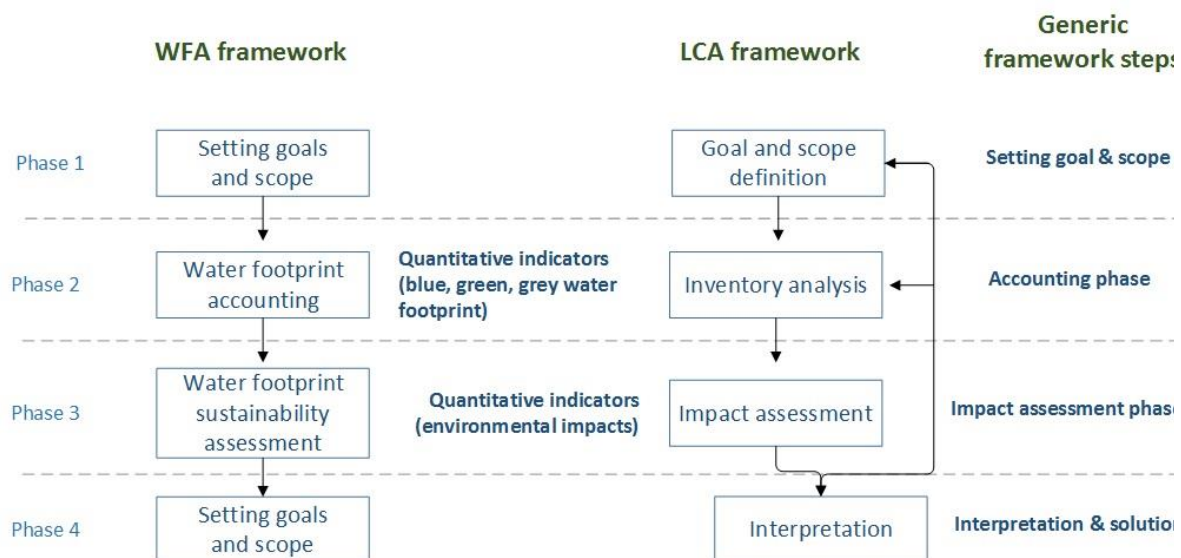 WFA framework
LCA framework
Generic
framework steps
Phase 1
Setting goals
and scope
Goal and scope
definition
Setting goal & scope
Phase 2
Water footprint
accounting
Quantitative indicators
(blue, green, grey water
footprint)
Inventory analysis
Accounting phase
Phase 3
Water footprint
sustainability
assessment
Quantitative indicators
(environmental impacts)
Impact assessment
Impact assessment phase
Phase 4
Setting goals
and scope
Interpretation
Interpretation & solution